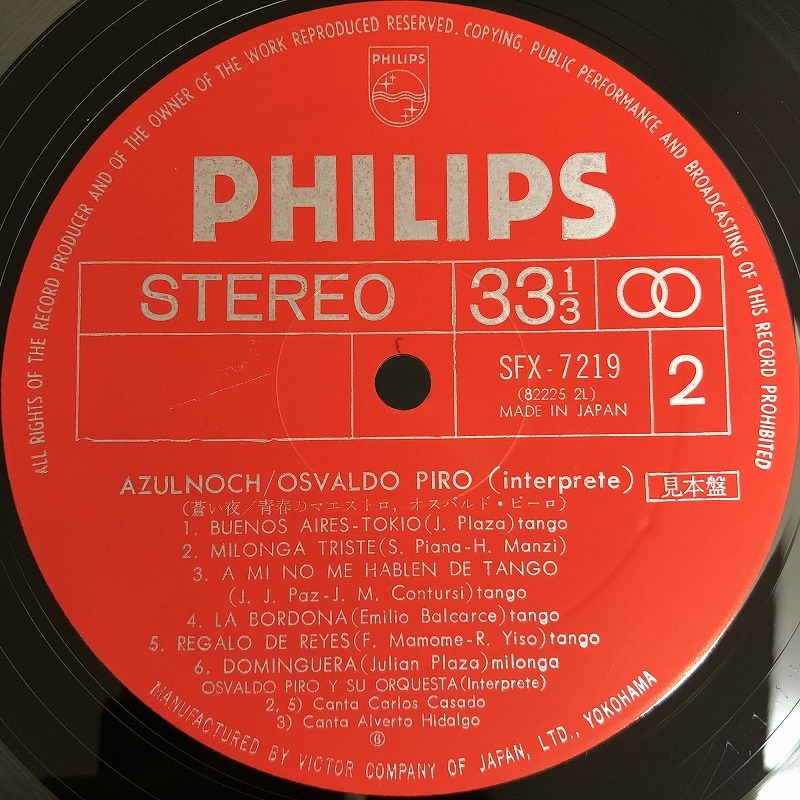 ALL RIGHTS OF THE RECORD PRODUCER AND OF THE OWNER OF THE WORK REPRODUCED RESERVED. COPYING, PUBLIC PERFORMANCE AND BROADCASTING OF THIS RECORD PROHIBITED
PHILIPS
PHILIPS
STEREO 33 1/3
SFX-7219
(82225 2L)
MADE IN JAPAN
2
AZULNOCH/OSVALDO PIRO (interprete) 見本盤
(蒼い夜/青春のマエストロ, オスバルド・ピーロ)
1. BUENOS AIRES-TOKIO(J. Plaza)tango
2. MILONGA TRISTE(S. Piana-H. Manzi)
3. A MI NO ME HABLEN DE TANGO
(J. J. Paz-J. M. Contursi)tango
4. LA BORDONA(Emilio Balcarce)tango
5. REGALO DE REYES(F. Mamome-R. Yiso)tango
6. DOMINGUERA(Julian Plaza)milonga
OSVALDO PIRO Y SU ORQUESTA(Interprete)
2, 5) Canta Carlos Casado
3) Canta Alverto Hidalgo
⑥
MANUFACTURED BY VICTOR COMPANY OF JAPAN, LTD., YOKOHAMA